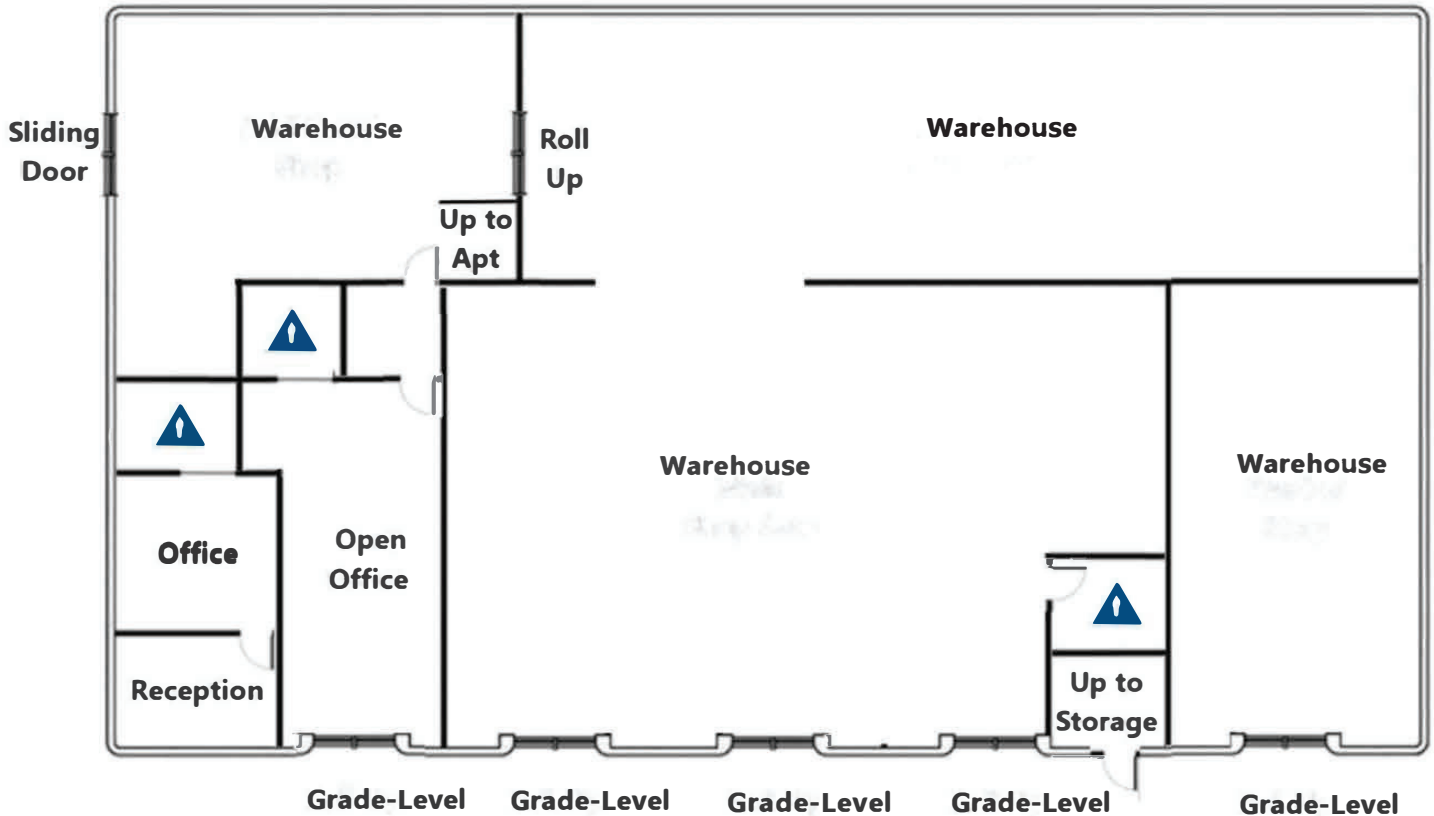 Sliding
Door
Warehouse
Roll
Up
Warehouse
Up to
Apt
Warehouse
Warehouse
Office
Open
Office
Reception
Up to
Storage
Grade-Level
Grade-Level
Grade-Level
Grade-Level
Grade-Level